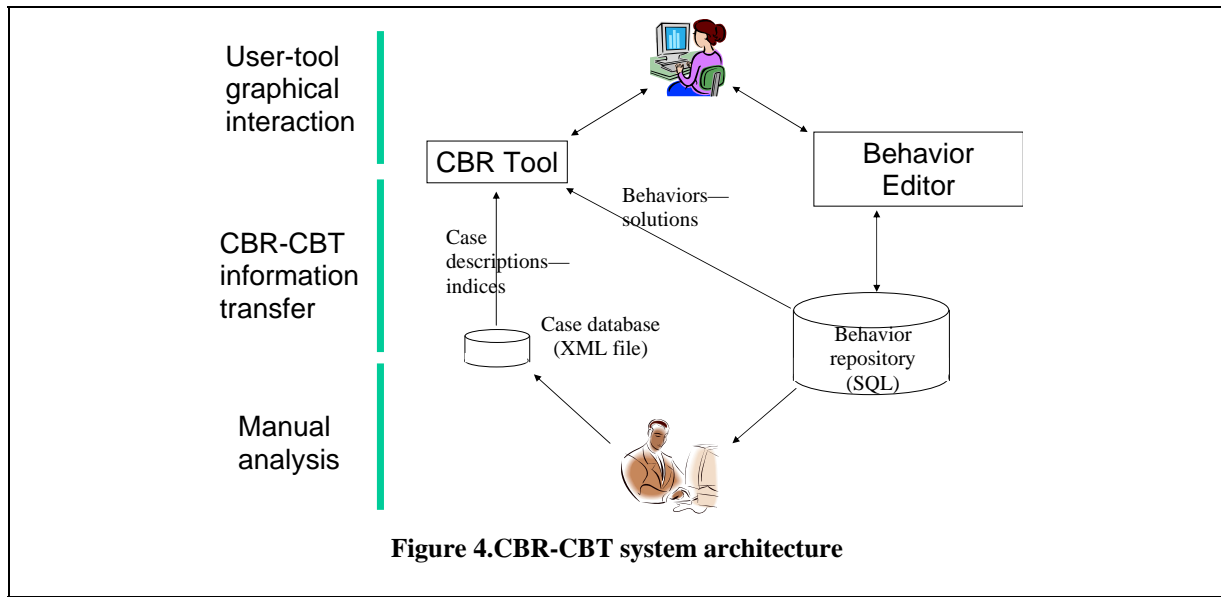 User-tool
graphical
interaction
CBR Tool
Behavior
Editor
Behaviors—
solutions
CBR-CBT
information
transfer
Case
descriptions—
indices
Case database
(XML file)
Behavior
repository
(SQL)
Manual
analysis
Figure 4.CBR-CBT system architecture